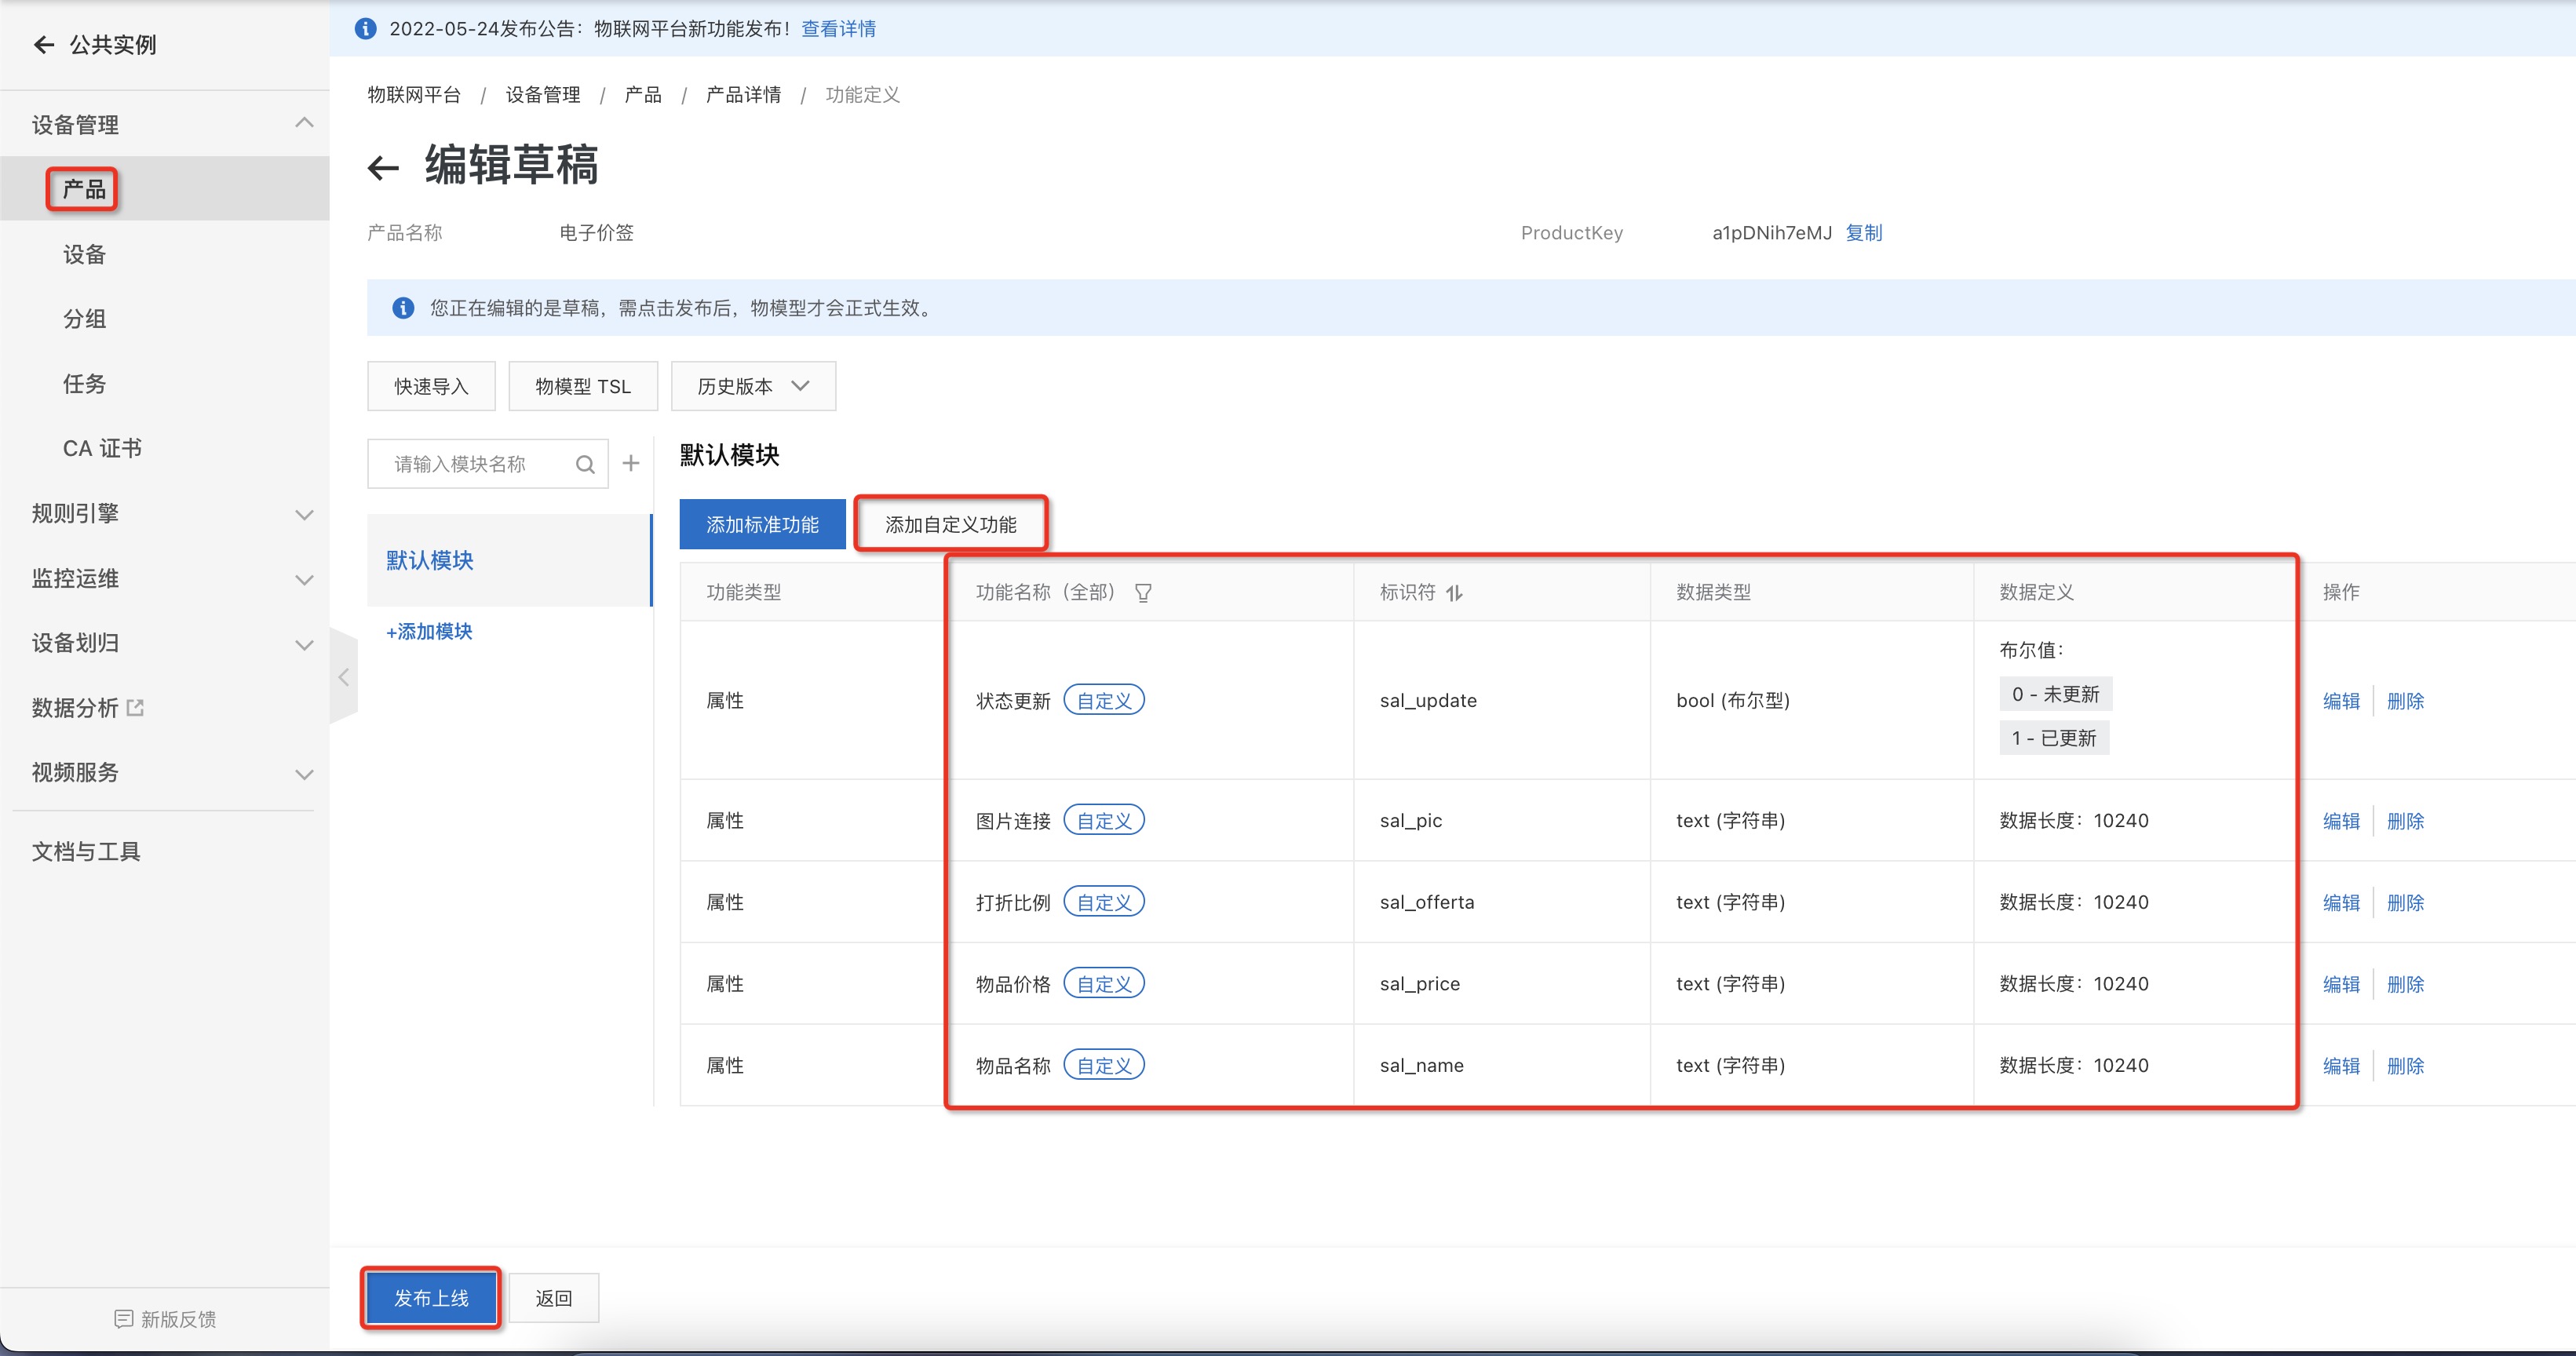 公共实例
设备管理
产品
设备
分组
任务
CA 证书
规则引擎
监控运维
设备划归
数据分析
视频服务
文档与工具
新版反馈
2022-05-24发布公告：物联网平台新功能发布！ 查看详情
物联网平台 / 设备管理 / 产品 / 产品详情 / 功能定义
编辑草稿
产品名称 电子价签 ProductKey a1pDNih7eMJ 复制
您正在编辑的是草稿，需点击发布后，物模型才会正式生效。
快速导入 物模型 TSL 历史版本
请输入模块名称
默认模块
+添加模块
默认模块
添加标准功能 添加自定义功能
功能类型 功能名称（全部） 标识符 数据类型 数据定义 操作
属性 状态更新 自定义 sal_update bool (布尔型) 布尔值： 编辑 删除
0 - 未更新
1 - 已更新
属性 图片连接 自定义 sal_pic text (字符串) 数据长度：10240 编辑 删除
属性 打折比例 自定义 sal_offerta text (字符串) 数据长度：10240 编辑 删除
属性 物品价格 自定义 sal_price text (字符串) 数据长度：10240 编辑 删除
属性 物品名称 自定义 sal_name text (字符串) 数据长度：10240 编辑 删除
发布上线 返回